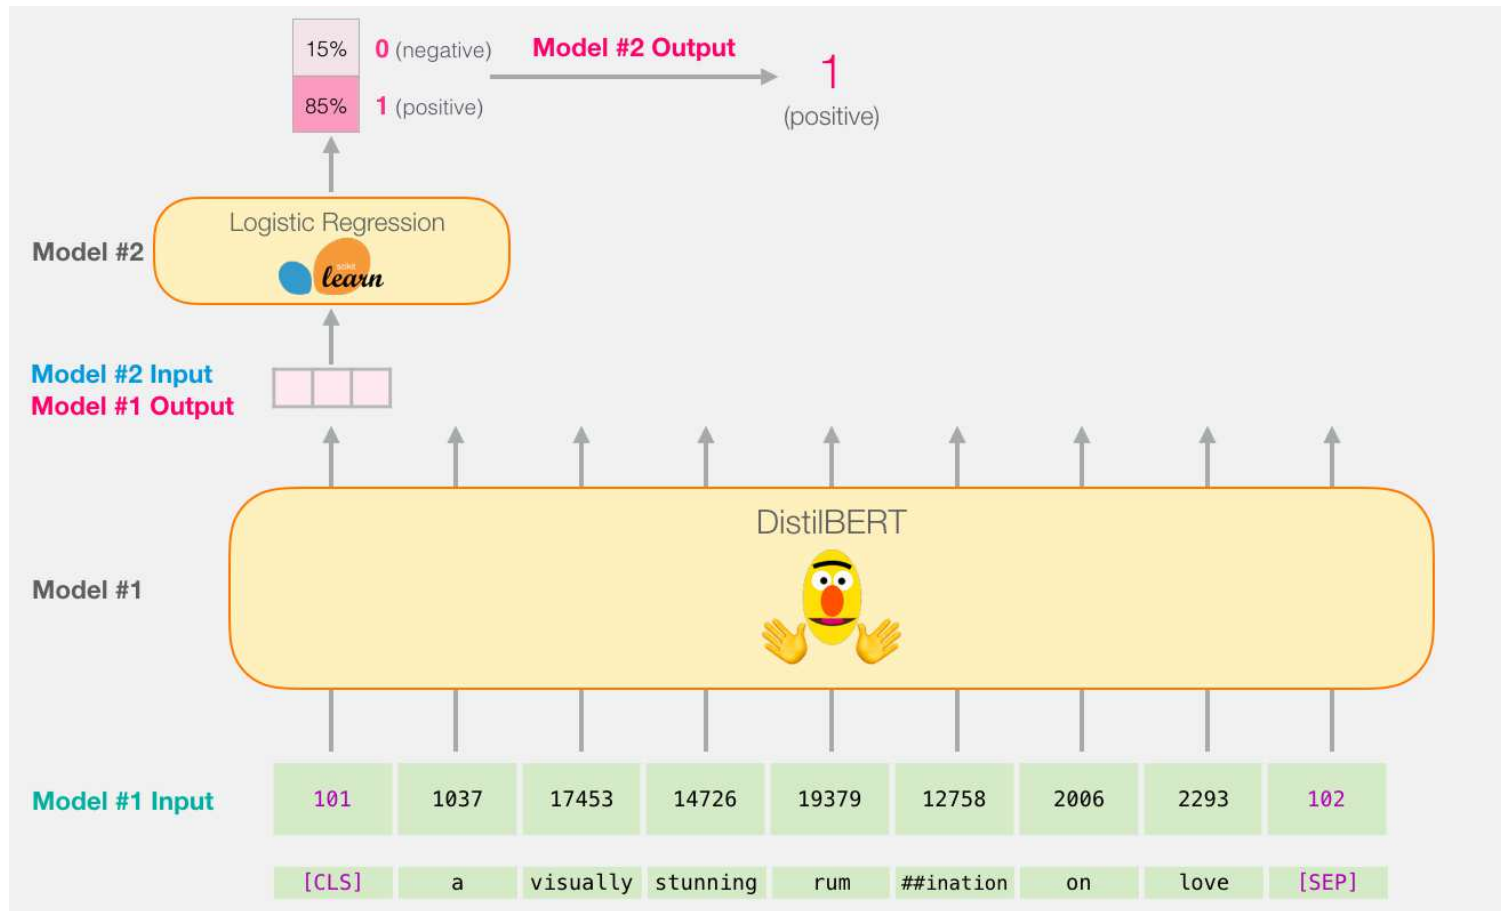 15% 0 (negative) Model #2 Output 1
85% 1 (positive) (positive)
Logistic Regression
Model #2
scikit
learn
Model #2 Input
Model #1 Output
DistilBERT
Model #1
Model #1 Input 101 1037 17453 14726 19379 12758 2006 2293 102
[CLS] a visually stunning rum ##ination on love [SEP]